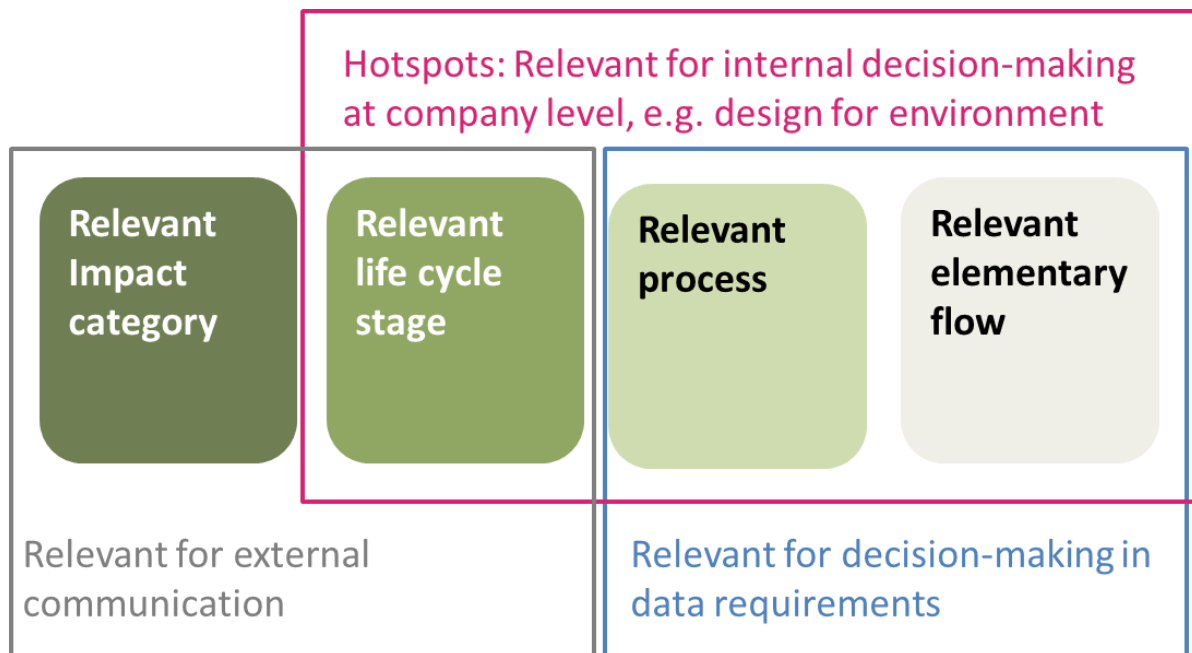 Hotspots: Relevant for internal decision-making
at company level, e.g. design for environment
Relevant
Impact
category
Relevant
life cycle
stage
Relevant
process
Relevant
elementary
flow
Relevant for external
communication
Relevant for decision-making in
data requirements